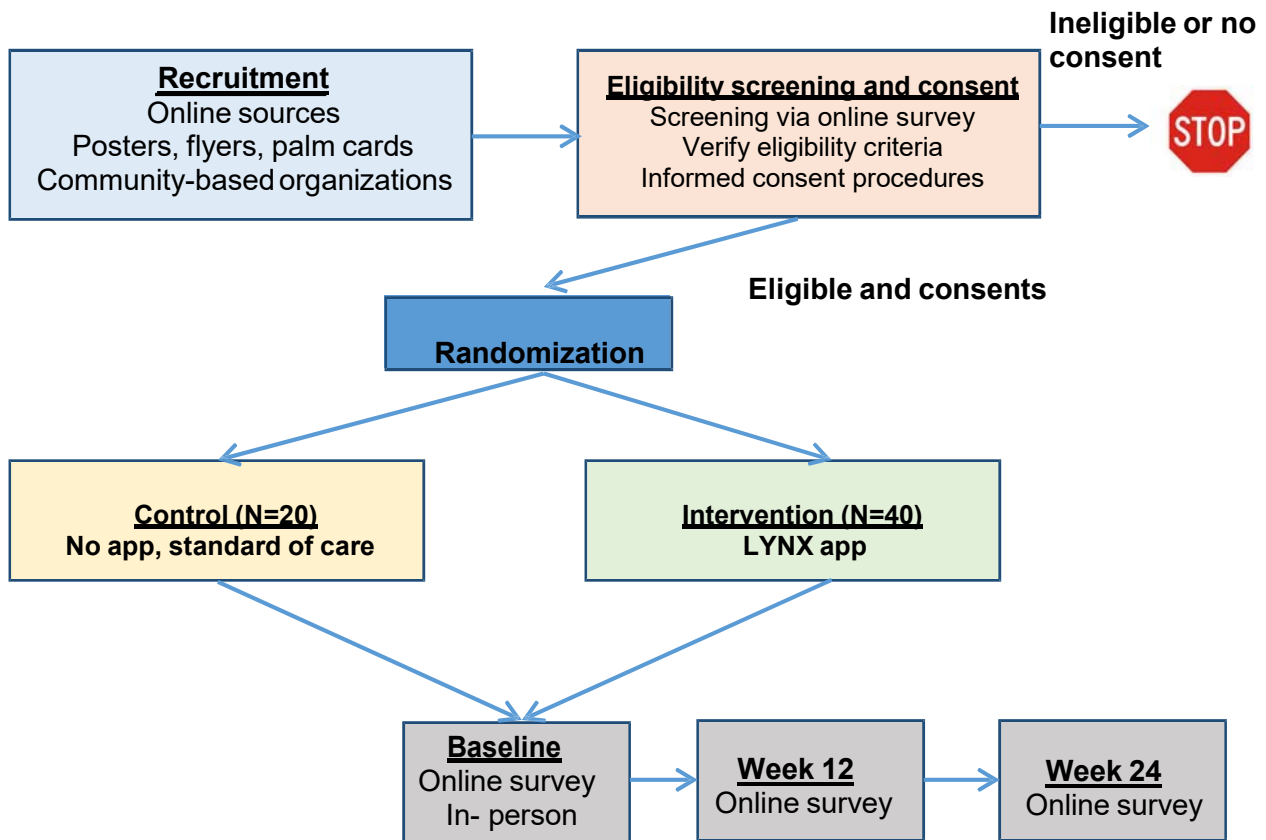 Recruitment
Online sources
Posters, flyers, palm cards
Community-based organizations
Eligibility screening and consent
Screening via online survey
Verify eligibility criteria
Informed consent procedures
Ineligible or no
consent
STOP
Eligible and consents
Randomization
Control (N=20)
No app, standard of care
Intervention (N=40)
LYNX app
Baseline
Online survey
In- person
Week 12
Online survey
Week 24
Online survey